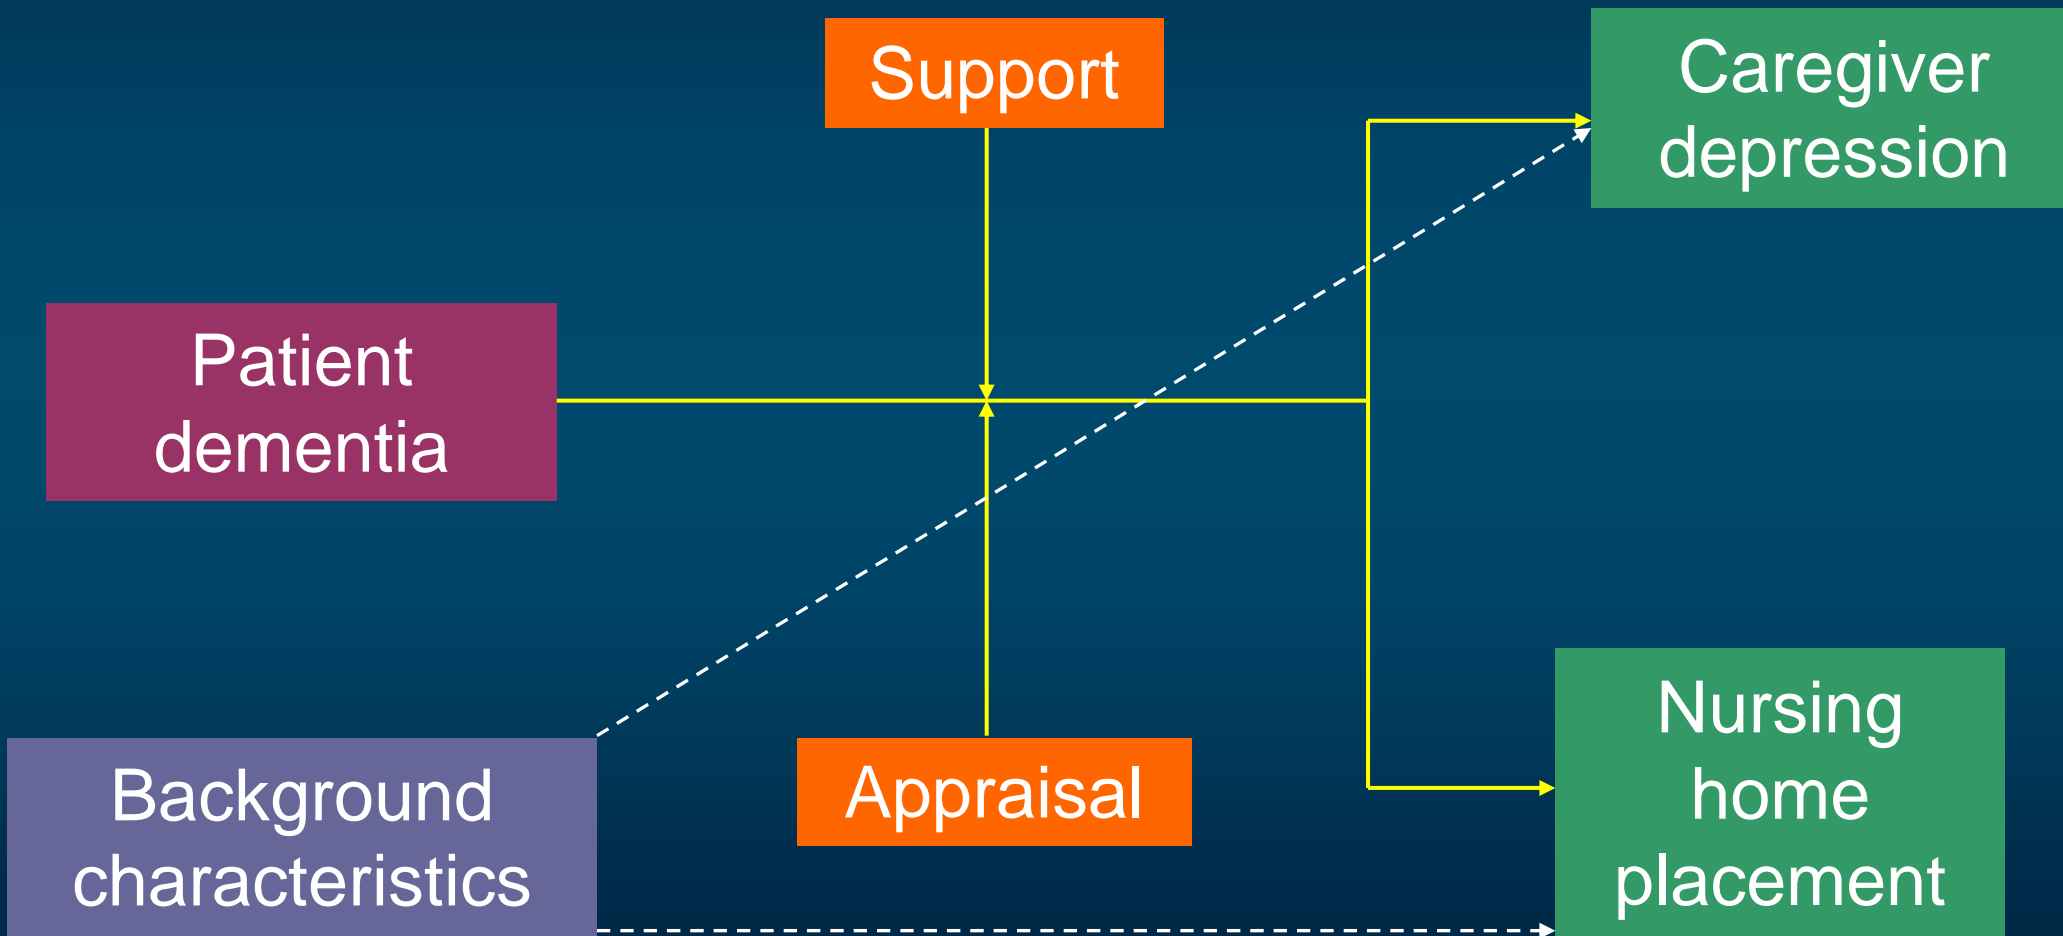 Support
Caregiver
depression
Patient
dementia
Background
characteristics
Appraisal
Nursing
home
placement